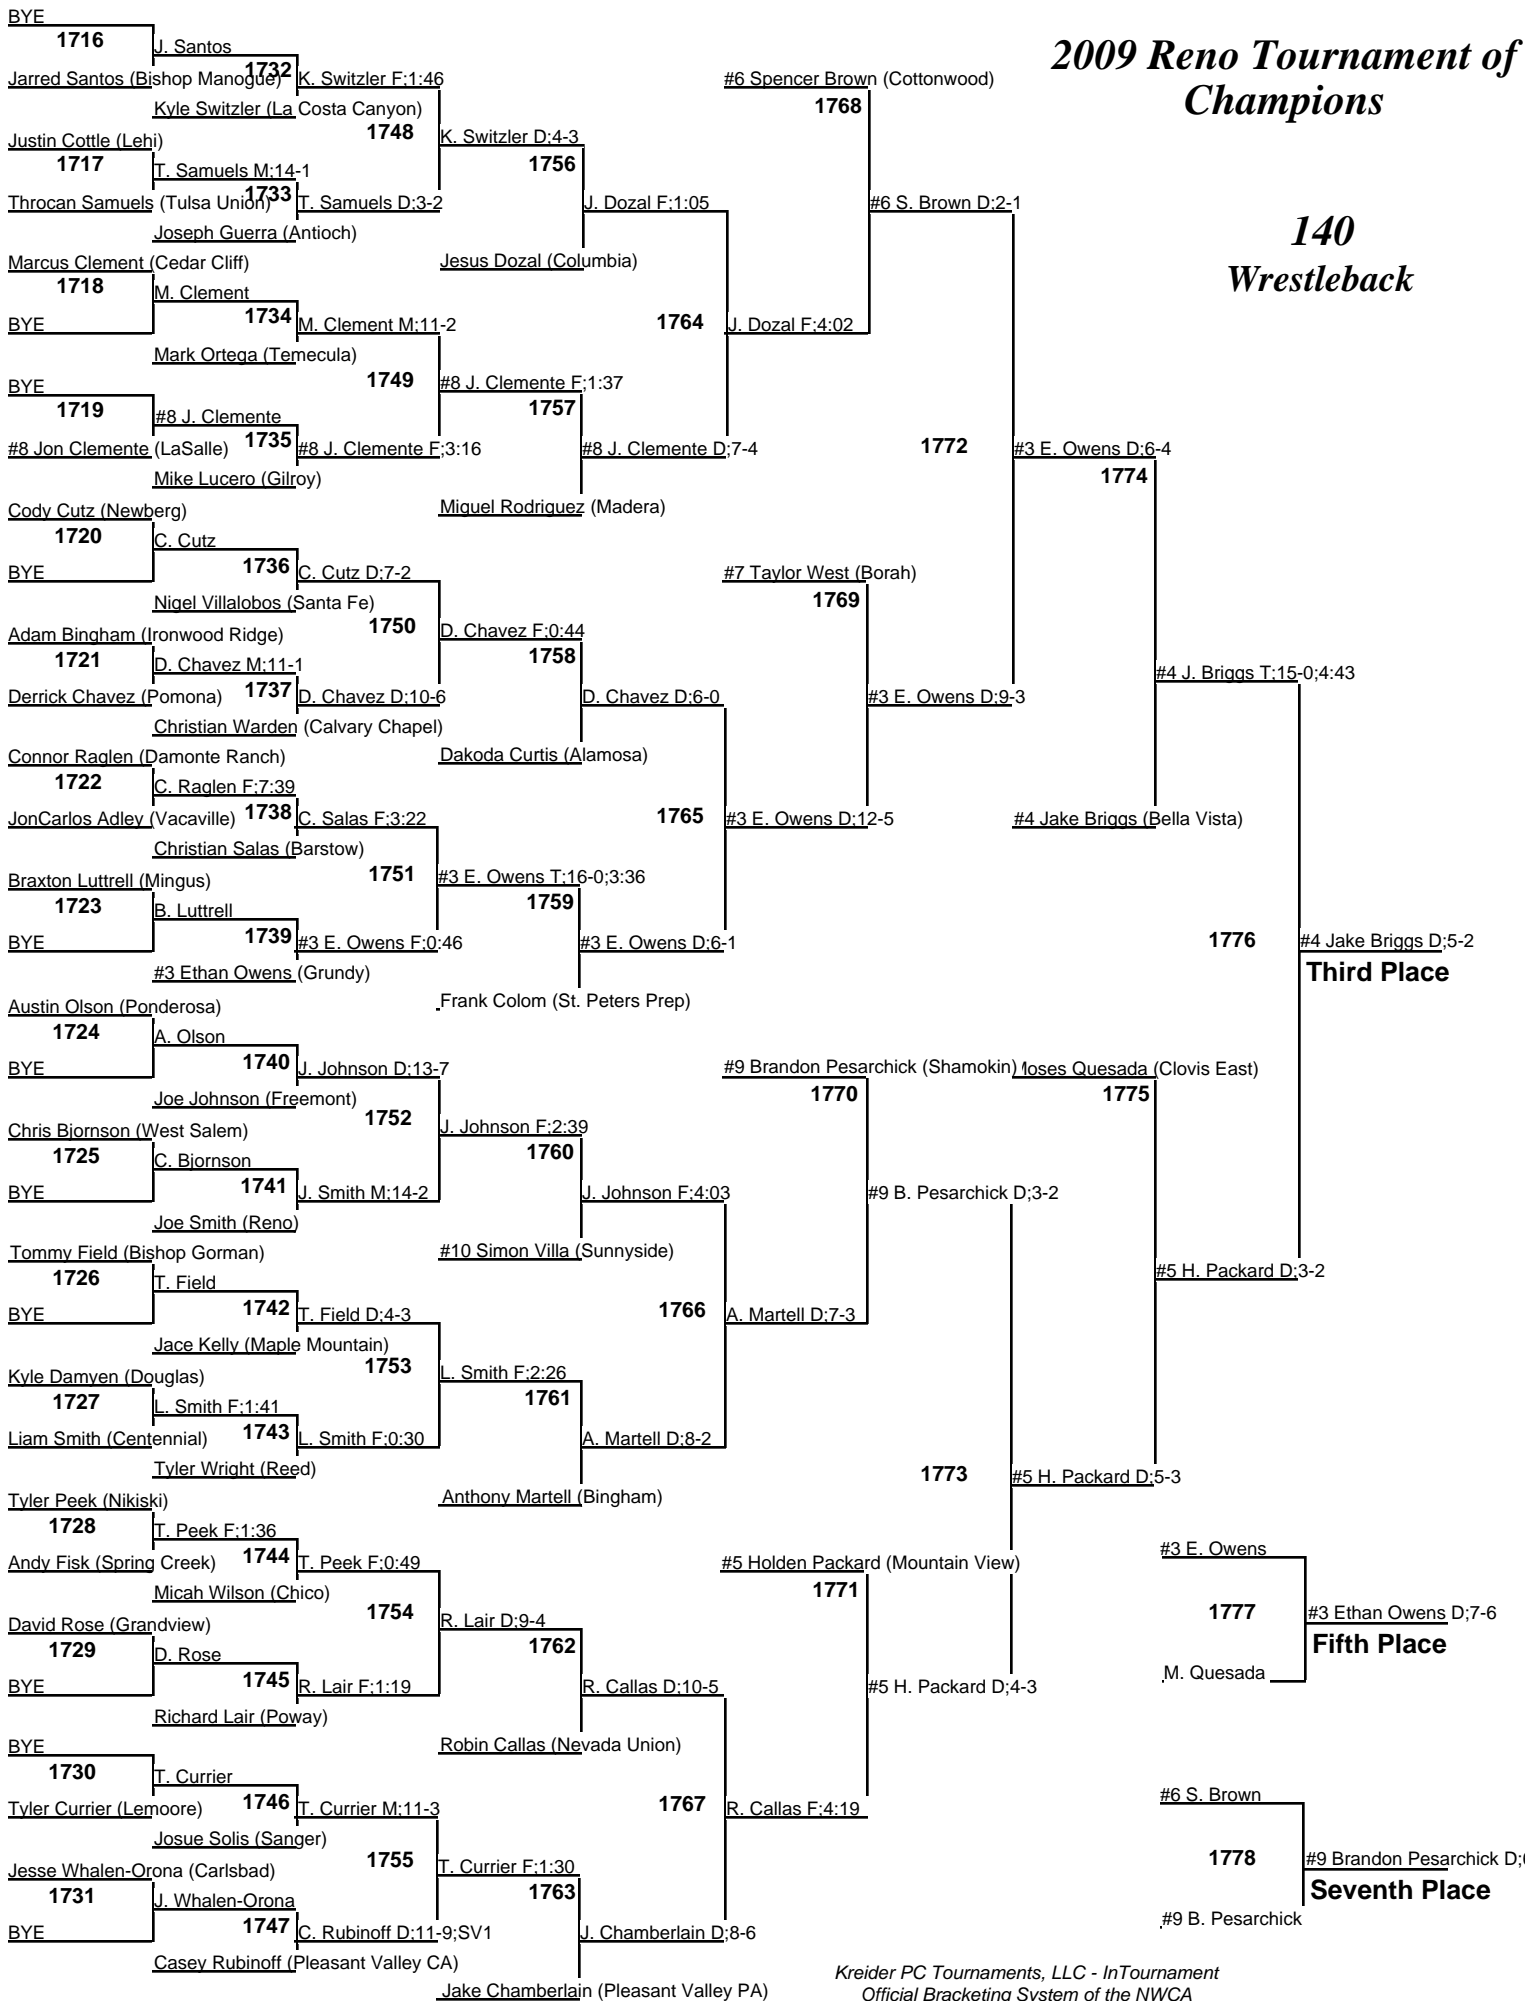 2009 Reno Tournament of
Champions
140
Wrestleback
BYE
1716
Jarred Santos (Bishop Manogue)
Justin Cottle (Lehi)
1717
Throcan Samuels (Tulsa Union)
Marcus Clement (Cedar Cliff)
1718
BYE
BYE
1719
#8 Jon Clemente (LaSalle)
Cody Cutz (Newberg)
1720
BYE
Adam Bingham (Ironwood Ridge)
1721
Derrick Chavez (Pomona)
Connor Raglen (Damonte Ranch)
1722
JonCarlos Adley (Vacaville)
Braxton Luttrell (Mingus)
1723
BYE
Austin Olson (Ponderosa)
1724
BYE
Chris Bjornson (West Salem)
1725
BYE
Tommy Field (Bishop Gorman)
1726
BYE
Kyle Damyen (Douglas)
1727
Liam Smith (Centennial)
Tyler Peek (Nikiski)
1728
Andy Fisk (Spring Creek)
David Rose (Grandview)
1729
BYE
BYE
1730
Tyler Currier (Lemoore)
Jesse Whalen-Orona (Carlsbad)
1731
BYE
J. Santos
1732
Kyle Switzler (La Costa Canyon)
T. Samuels M;14-1
1733
Joseph Guerra (Antioch)
M. Clement
1734
Mark Ortega (Temecula)
#8 J. Clemente
1735
Mike Lucero (Gilroy)
C. Cutz
1736
Nigel Villalobos (Santa Fe)
D. Chavez M;11-1
1737
Christian Warden (Calvary Chapel)
C. Raglen F;7:39
1738
Christian Salas (Barstow)
B. Luttrell
1739
#3 Ethan Owens (Grundy)
A. Olson
1740
Joe Johnson (Freemont)
C. Bjornson
1741
Joe Smith (Reno)
T. Field
1742
Jace Kelly (Maple Mountain)
L. Smith F;1:41
1743
Tyler Wright (Reed)
T. Peek F;1:36
1744
Micah Wilson (Chico)
D. Rose
1745
Richard Lair (Poway)
T. Currier
1746
Josue Solis (Sanger)
J. Whalen-Orona
1747
Casey Rubinoff (Pleasant Valley CA)
K. Switzler F;1:46
1748
T. Samuels D;3-2
M. Clement M;11-2
1749
#8 J. Clemente F;3:16
C. Cutz D;7-2
1750
D. Chavez D;10-6
C. Salas F;3:22
1751
#3 E. Owens F;0:46
J. Johnson D;13-7
1752
J. Smith M;14-2
T. Field D;4-3
1753
L. Smith F;0:30
T. Peek F;0:49
1754
R. Lair F;1:19
T. Currier M;11-3
1755
C. Rubinoff D;11-9;SV1
K. Switzler D;4-3
1756
Jesus Dozal (Columbia)
#8 J. Clemente F;1:37
1757
Miguel Rodriguez (Madera)
D. Chavez F;0:44
1758
Dakoda Curtis (Alamosa)
#3 E. Owens T;16-0;3:36
1759
Frank Colom (St. Peters Prep)
J. Johnson F;2:39
1760
#10 Simon Villa (Sunnyside)
L. Smith F;2:26
1761
Anthony Martell (Bingham)
R. Lair D;9-4
1762
Robin Callas (Nevada Union)
T. Currier F;1:30
1763
Jake Chamberlain (Pleasant Valley PA)
J. Dozal F;1:05
1764
#8 J. Clemente D;7-4
D. Chavez D;6-0
1765
#3 E. Owens D;6-1
J. Johnson F;4:03
1766
A. Martell D;8-2
R. Callas D;10-5
1767
J. Chamberlain D;8-6
#6 Spencer Brown (Cottonwood)
1768
J. Dozal F;4:02
#7 Taylor West (Borah)
1769
#3 E. Owens D;12-5
#9 Brandon Pesarchick (Shamokin)
1770
A. Martell D;7-3
#5 Holden Packard (Mountain View)
1771
R. Callas F;4:19
#6 S. Brown D;2-1
1772
#3 E. Owens D;9-3
#9 B. Pesarchick D;3-2
1773
#5 H. Packard D;4-3
#3 E. Owens D;6-4
1774
#4 Jake Briggs (Bella Vista)
Quesada (Clovis East)
1775
#5 H. Packard D;5-3
#4 J. Briggs T;15-0;4:43
1776
#5 H. Packard D;3-2
#4 Jake Briggs D;5-2
Third Place
#3 E. Owens
1777
M. Quesada
#3 Ethan Owens D;7-6
Fifth Place
#6 S. Brown
1778
#9 B. Pesarchick
#9 Brandon Pesarchick D;
Seventh Place
Kreider PC Tournaments, LLC - InTournament
Official Bracketing System of the NWCA